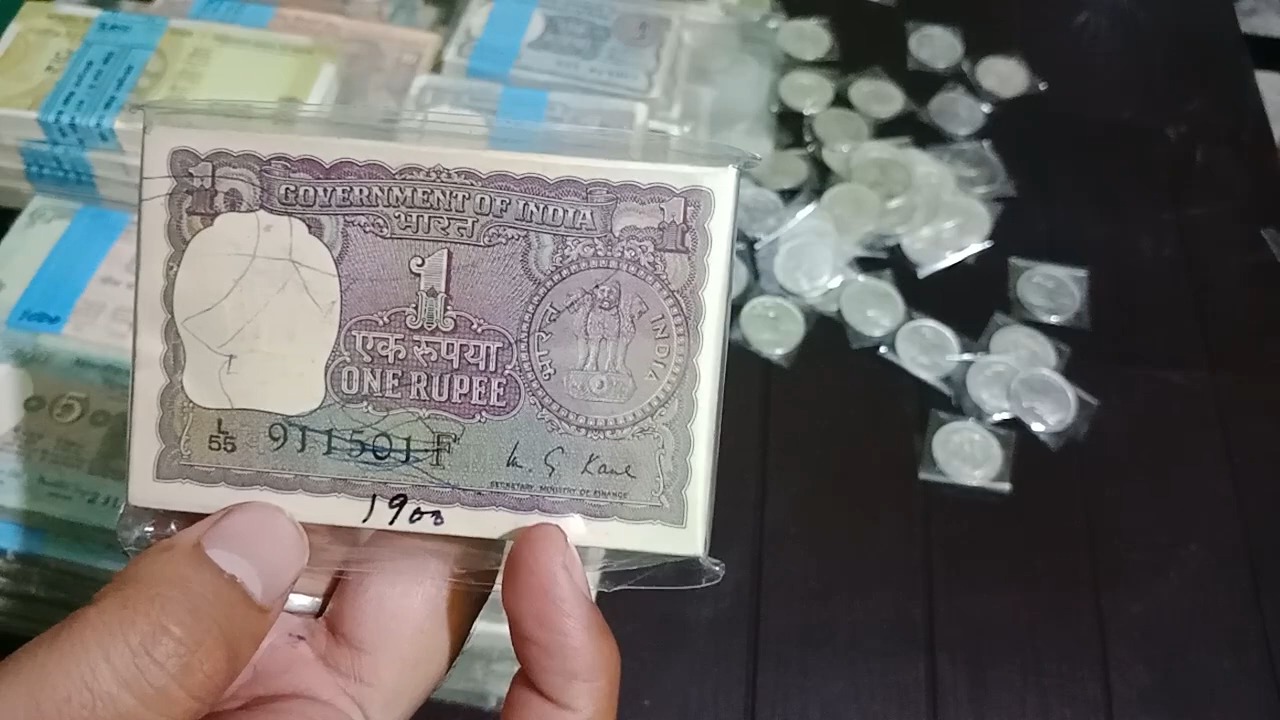 1 GOVERNMENT OF INDIA 1
भारत
1
एक रुपया
ONE RUPEE
भारत INDIA
L
55
911501 F
M. G. Kaul
SECRETARY, MINISTRY OF FINANCE
1900
5